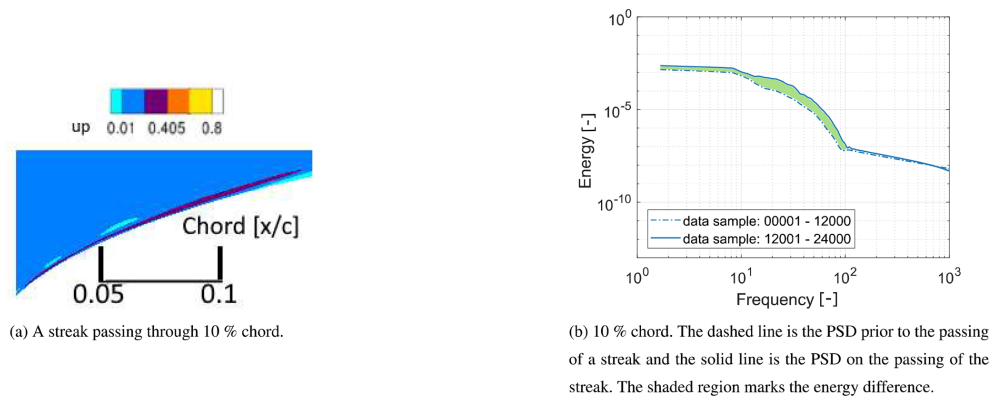 up 0.01 0.405 0.8
Chord [x/c]
0.05 0.1
(a) A streak passing through 10 % chord.
10^0
10^-5
10^-10
Energy [-]
data sample: 00001 - 12000
data sample: 12001 - 24000
10^0 10^1 10^2 10^3
Frequency [-]
(b) 10 % chord. The dashed line is the PSD prior to the passing
of a streak and the solid line is the PSD on the passing of the
streak. The shaded region marks the energy difference.